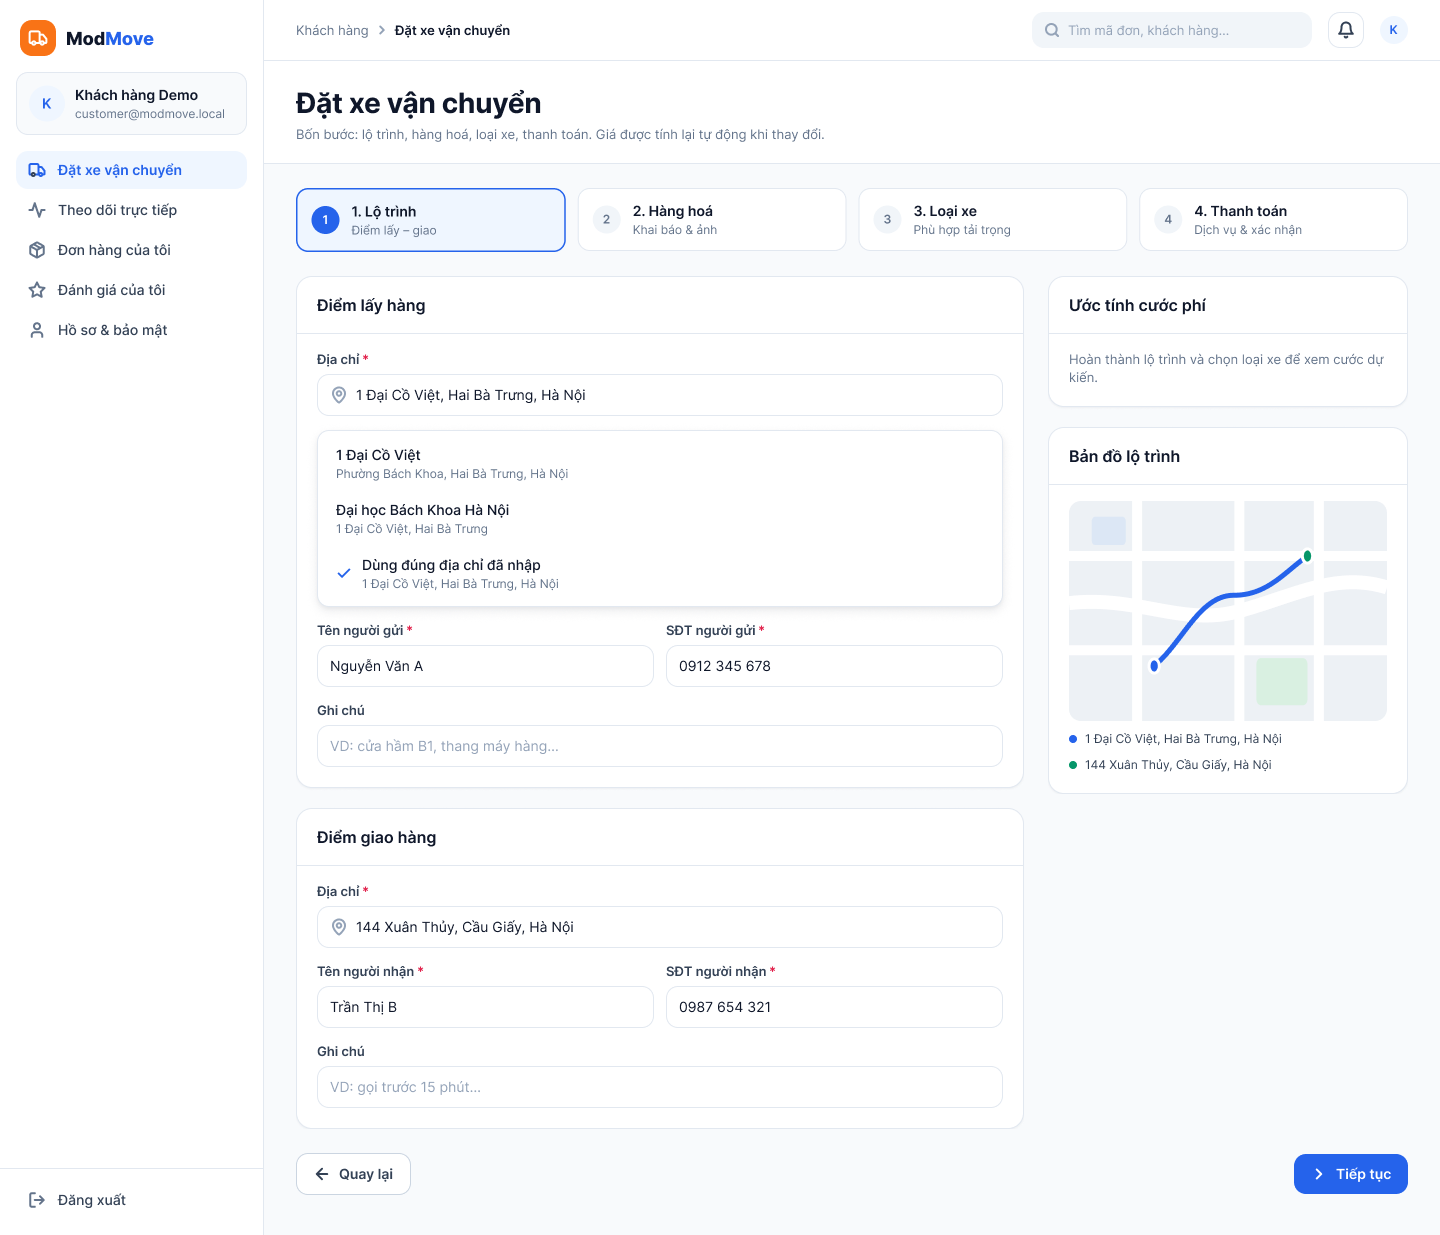 ModMove
K
Khách hàng Demo
customer@modmove.local
Đặt xe vận chuyển
Theo dõi trực tiếp
Đơn hàng của tôi
Đánh giá của tôi
Hồ sơ & bảo mật
Đăng xuất
Khách hàng
Đặt xe vận chuyển
Tìm mã đơn, khách hàng...
K
Đặt xe vận chuyển
Bốn bước: lộ trình, hàng hoá, loại xe, thanh toán. Giá được tính lại tự động khi thay đổi.
1
1. Lộ trình
Điểm lấy – giao
2
2. Hàng hoá
Khai báo & ảnh
3
3. Loại xe
Phù hợp tải trọng
4
4. Thanh toán
Dịch vụ & xác nhận
Điểm lấy hàng
Địa chỉ *
1 Đại Cồ Việt, Hai Bà Trưng, Hà Nội
1 Đại Cồ Việt
Phường Bách Khoa, Hai Bà Trưng, Hà Nội
Đại học Bách Khoa Hà Nội
1 Đại Cồ Việt, Hai Bà Trưng
Dùng đúng địa chỉ đã nhập
1 Đại Cồ Việt, Hai Bà Trưng, Hà Nội
Tên người gửi *
Nguyễn Văn A
SĐT người gửi *
0912 345 678
Ghi chú
VD: cửa hầm B1, thang máy hàng...
Điểm giao hàng
Địa chỉ *
144 Xuân Thủy, Cầu Giấy, Hà Nội
Tên người nhận *
Trần Thị B
SĐT người nhận *
0987 654 321
Ghi chú
VD: gọi trước 15 phút...
Quay lại
Ước tính cước phí
Hoàn thành lộ trình và chọn loại xe để xem cước dự
kiến.
Bản đồ lộ trình
1 Đại Cồ Việt, Hai Bà Trưng, Hà Nội
144 Xuân Thủy, Cầu Giấy, Hà Nội
Tiếp tục